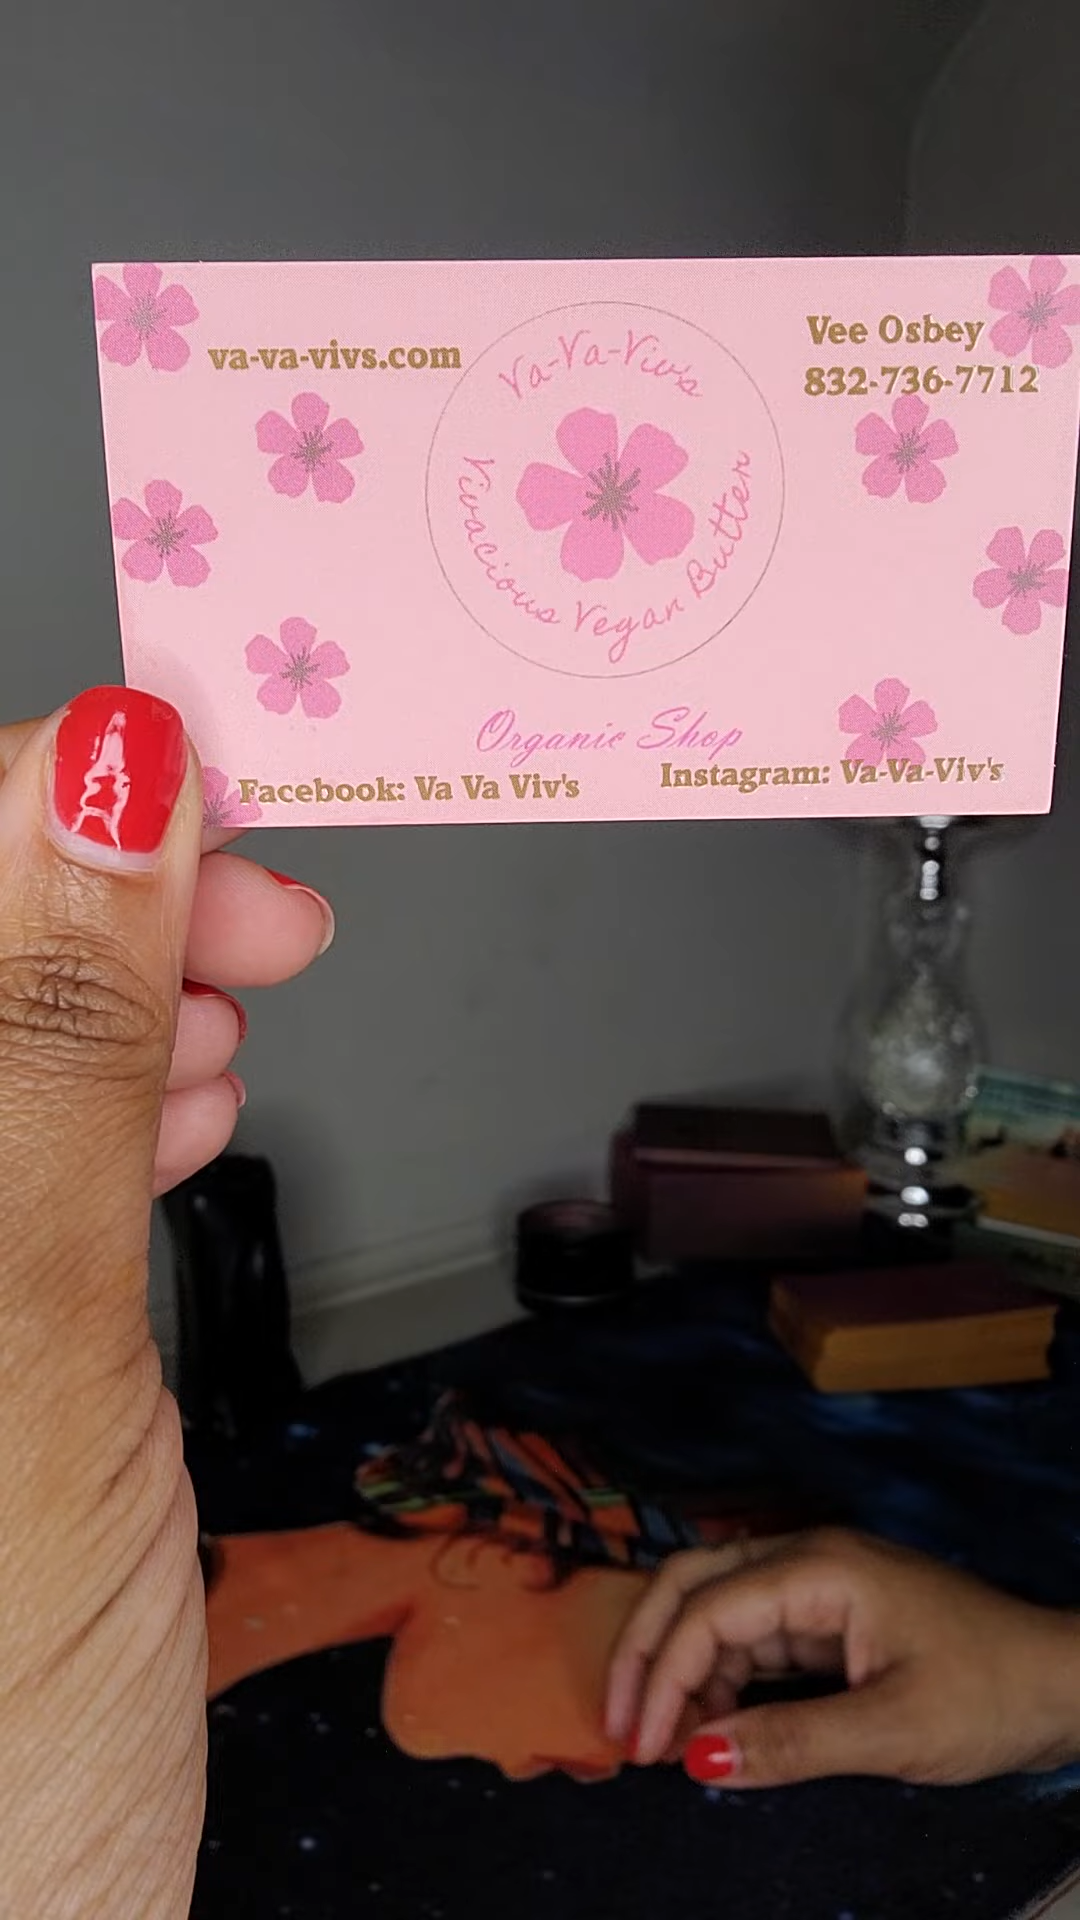 va-va-vivs.com
Va-Va-Viv's
Vivacious Vegan Butter
Vee Osbey
832-736-7712
Organic Shop
Facebook: Va Va Viv's
Instagram: Va-Va-Viv's